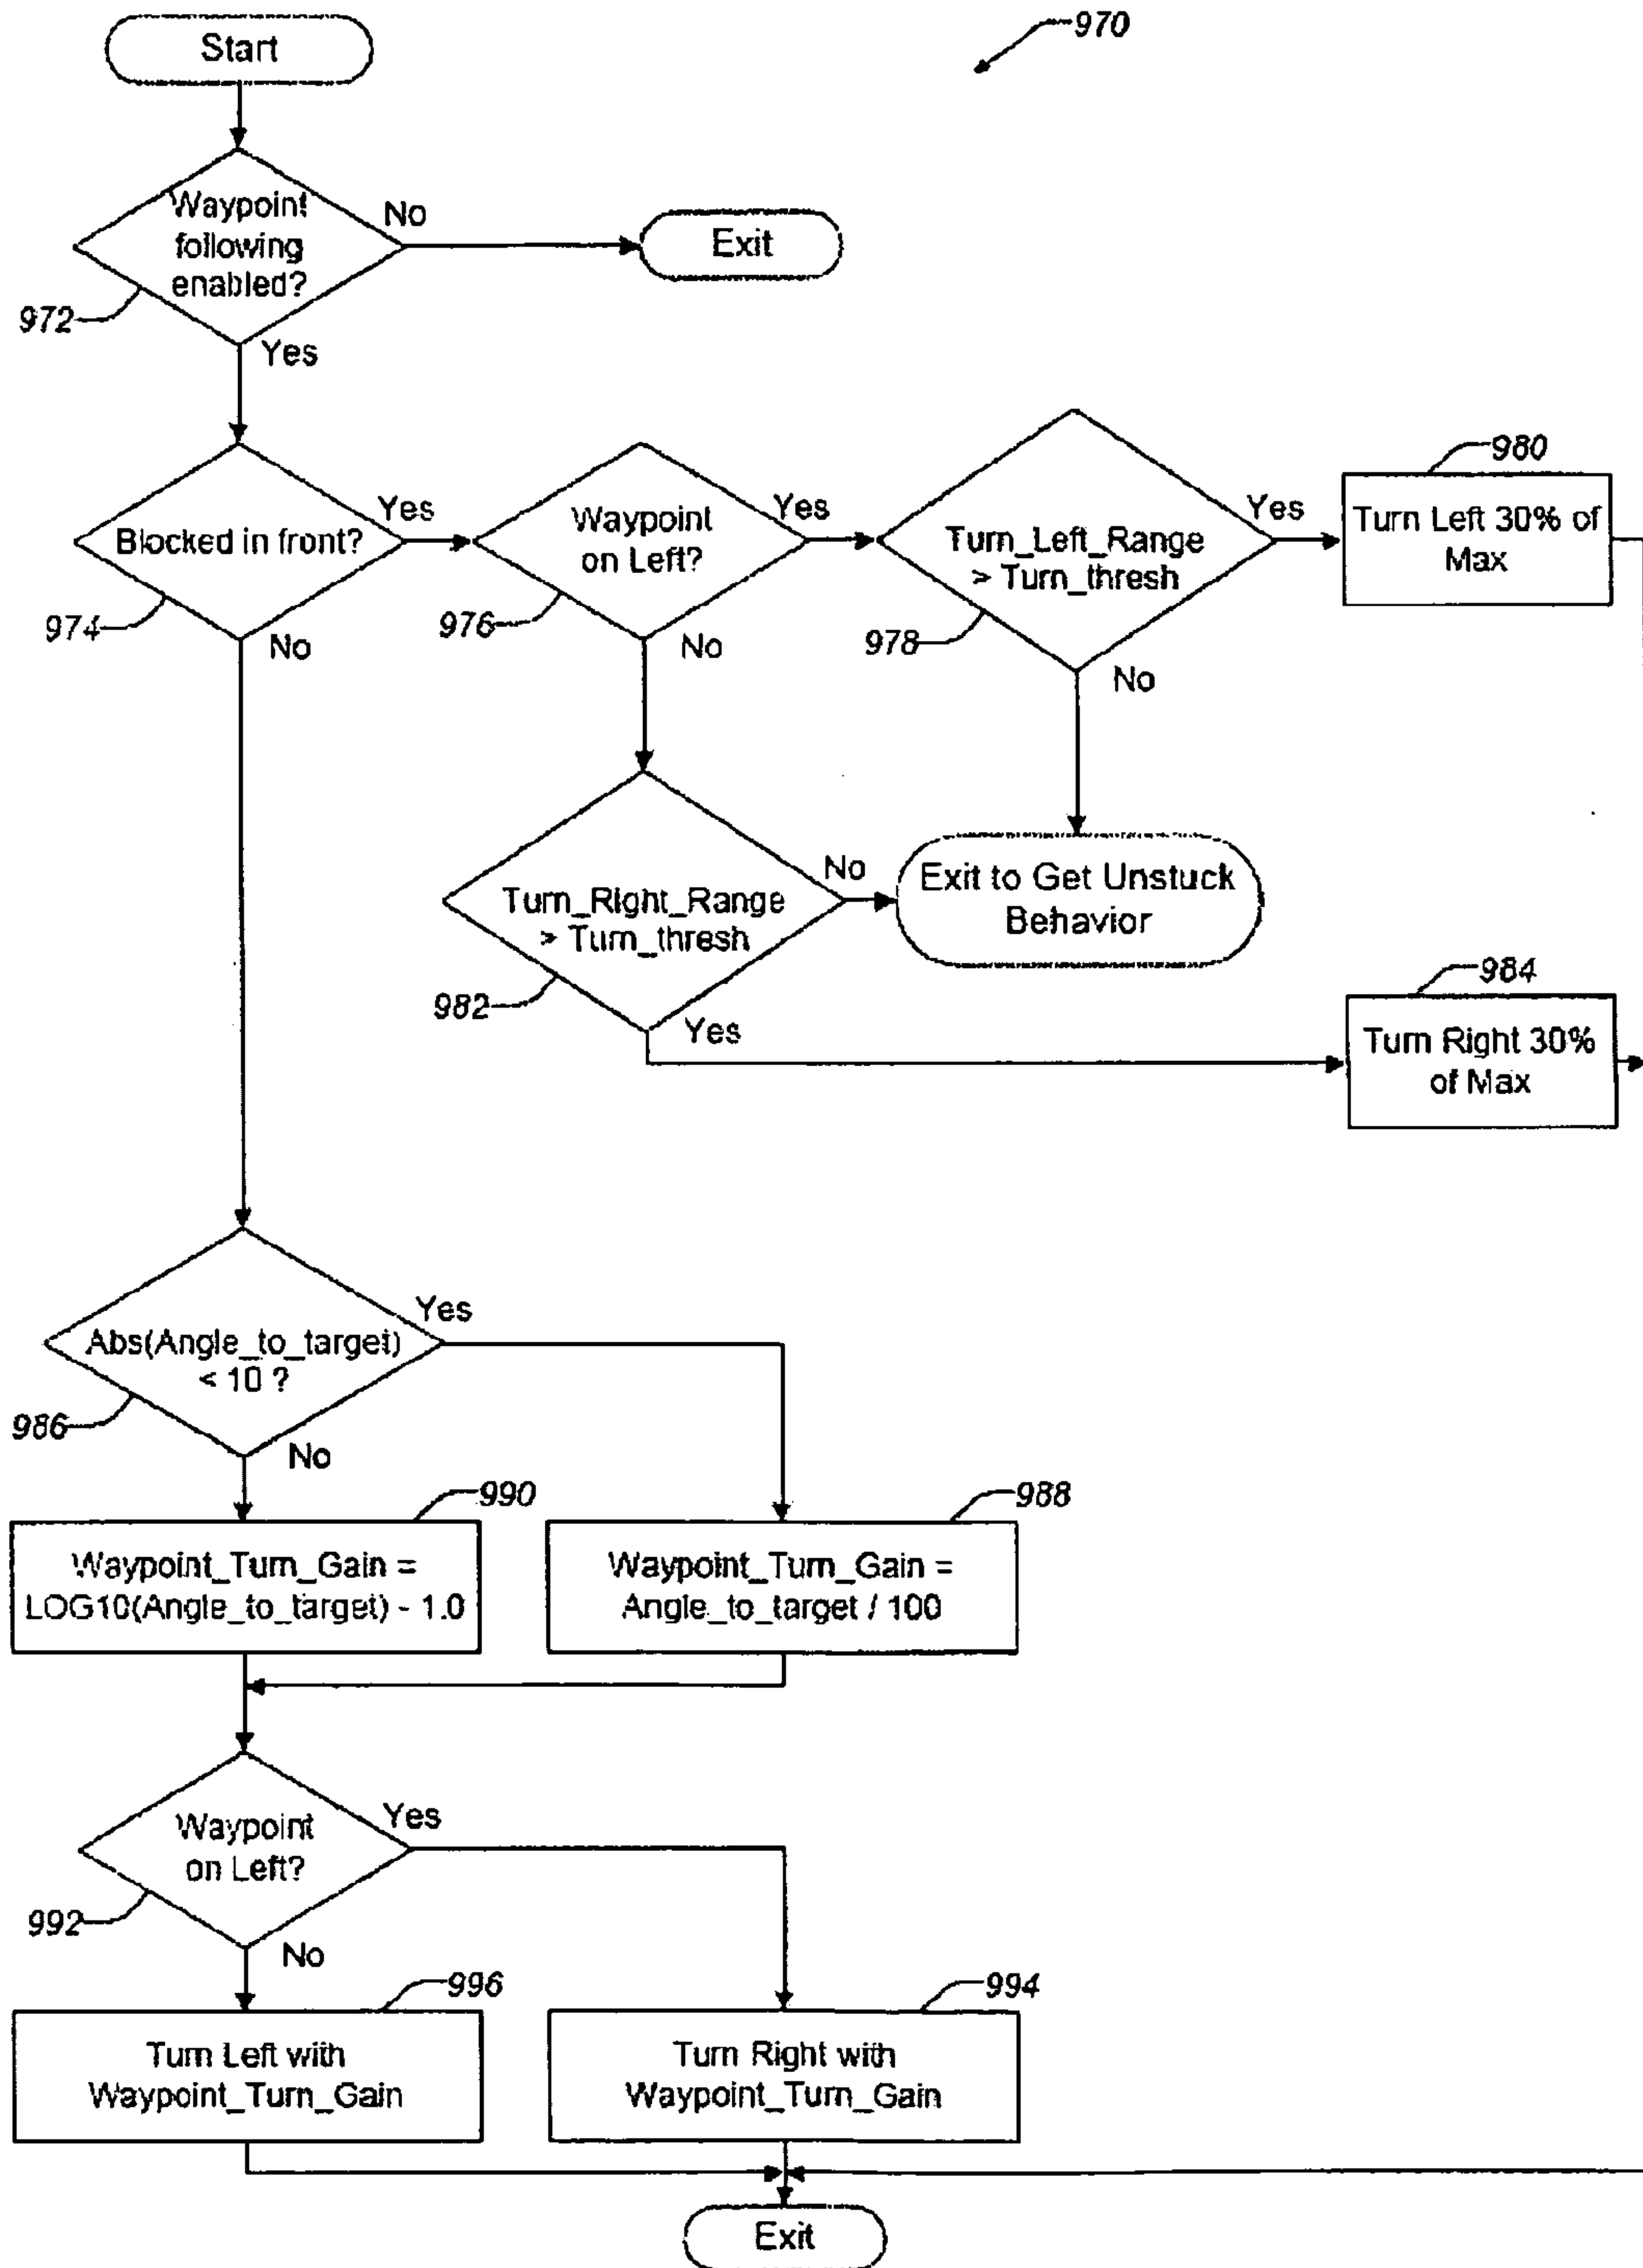 970
Start
Waypoint
following
enabled?
No
Exit
972
Yes
Blocked in front?
Yes
974
No
Waypoint
on Left?
Yes
976
No
Turn_Left_Range
> Turn_thresh
Yes
978
No
980
Turn Left 30% of
Max
Turn_Right_Range
> Turn_thresh
No
982
Yes
Exit to Get Unstuck
Behavior
984
Turn Right 30%
of Max
Abs(Angle_to_target)
< 10 ?
Yes
986
No
990
Waypoint_Turn_Gain =
LOG10(Angle_to_target) - 1.0
988
Waypoint_Turn_Gain =
Angle_to_target / 100
Waypoint
on Left?
Yes
992
No
996
Turn Left with
Waypoint_Turn_Gain
994
Turn Right with
Waypoint_Turn_Gain
Exit